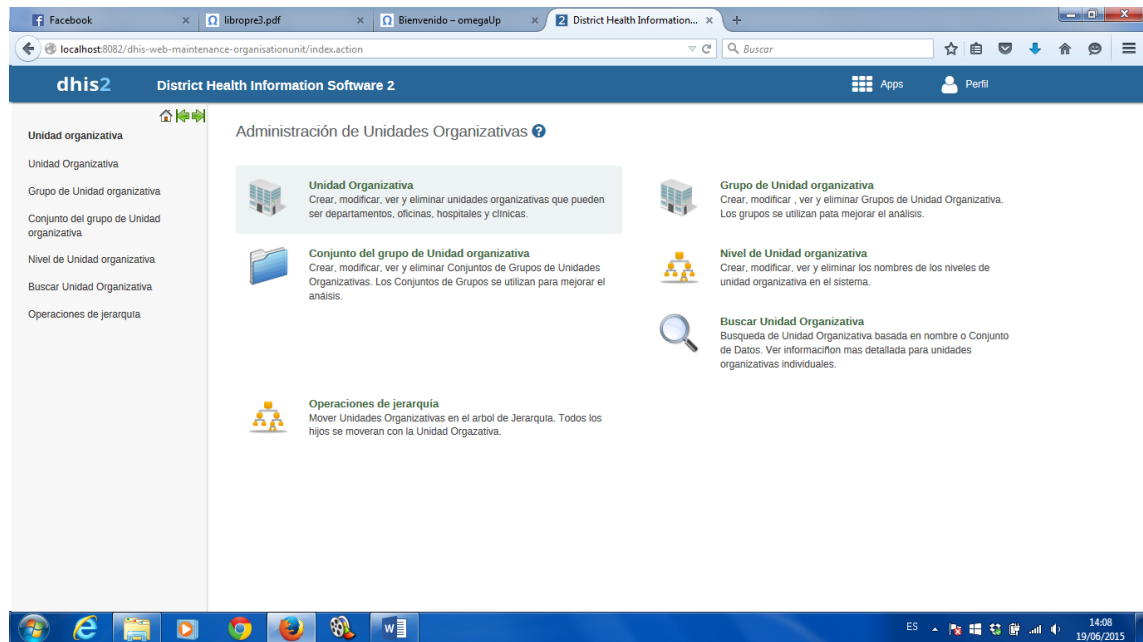 Facebook
libropre3.pdf
Bienvenido – omegaUp
District Health Information...
localhost:8082/dhis-web-maintenance-organisationunit/index.action
Buscar
dhis2
District Health Information Software 2
Apps
Perfil
Unidad organizativa
Unidad Organizativa
Grupo de Unidad organizativa
Conjunto del grupo de Unidad
organizativa
Nivel de Unidad organizativa
Buscar Unidad Organizativa
Operaciones de jerarquía
Administración de Unidades Organizativas
Unidad Organizativa
Crear, modificar, ver y eliminar unidades organizativas que pueden
ser departamentos, oficinas, hospitales y clínicas.
Grupo de Unidad organizativa
Crear, modificar , ver y eliminar Grupos de Unidad Organizativa.
Los grupos se utilizan pata mejorar el análisis.
Conjunto del grupo de Unidad organizativa
Crear, modificar, ver y eliminar Conjuntos de Grupos de Unidades
Organizativas. Los Conjuntos de Grupos se utilizan para mejorar el
anáisis.
Nivel de Unidad organizativa
Crear, modificar, ver y eliminar los nombres de los niveles de
unidad organizativa en el sistema.
Buscar Unidad Organizativa
Busqueda de Unidad Organizativa basada en nombre o Conjunto
de Datos. Ver informaciñon mas detallada para unidades
organizativas individuales.
Operaciones de jerarquía
Mover Unidades Organizativas en el arbol de Jerarquía. Todos los
hijos se moveran con la Unidad Orgazativa.
ES
14:08
19/06/2015